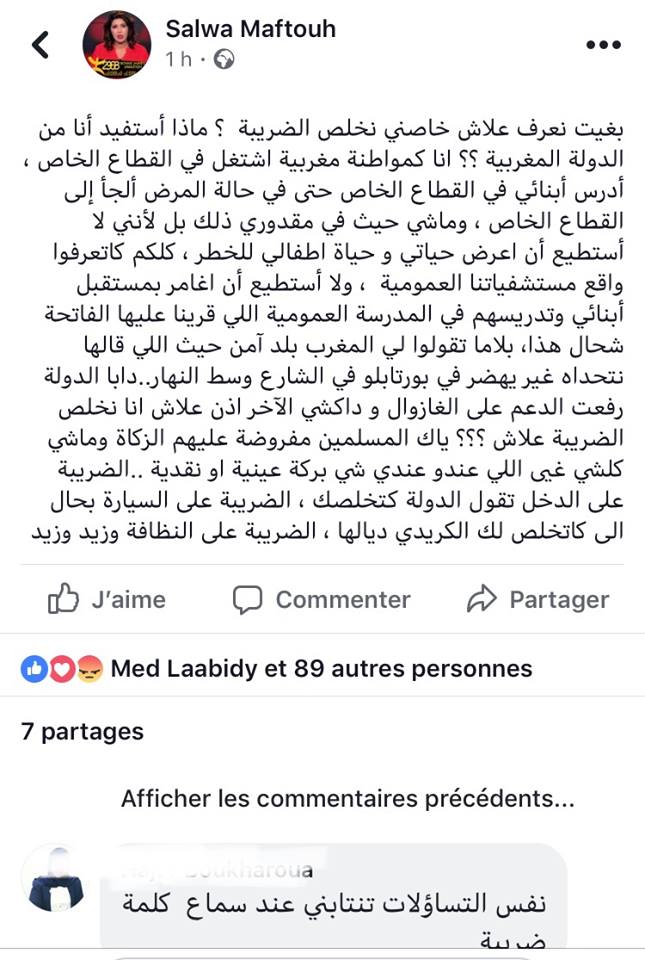 Salwa Maftouh
1 h
2968
بغيت نعرف علاش خاصني نخلص الضريبة ؟ ماذا أستفيد أنا من
الدولة المغربية ؟؟ انا كمواطنة مغربية اشتغل في القطاع الخاص ،
أدرس أبنائي في القطاع الخاص حتى في حالة المرض ألجأ إلى
القطاع الخاص ، وماشي حيث في مقدوري ذلك بل لأنني لا
أستطيع أن اعرض حياتي و حياة اطفالي للخطر ، كلكم كاتعرفوا
واقع مستشفياتنا العمومية ، ولا أستطيع أن اغامر بمستقبل
أبنائي وتدريسهم في المدرسة العمومية اللي قرينا عليها الفاتحة
شحال هذا، بلاما تقولوا لي المغرب بلد آمن حيث اللي قالها
نتحداه غير يهضر في بورتابلو في الشارع وسط النهار..دابا الدولة
رفعت الدعم على الغازوال و داكشي الآخر اذن علاش انا نخلص
الضريبة علاش ؟؟؟ ياك المسلمين مفروضة عليهم الزكاة وماشي
كلشي غيى اللي عندو عندي شي بركة عينية او نقدية ..الضريبة
على الدخل تقول الدولة كتخلصك ، الضريبة على السيارة بحال
الى كاتخلص لك الكريدي ديالها ، الضريبة على النظافة وزيد وزيد
J'aime Commenter Partager
Med Laabidy et 89 autres personnes
7 partages
Afficher les commentaires précédents...
Boukharoua
نفس التساؤلات تنتابني عند سماع كلمة
ضريبة